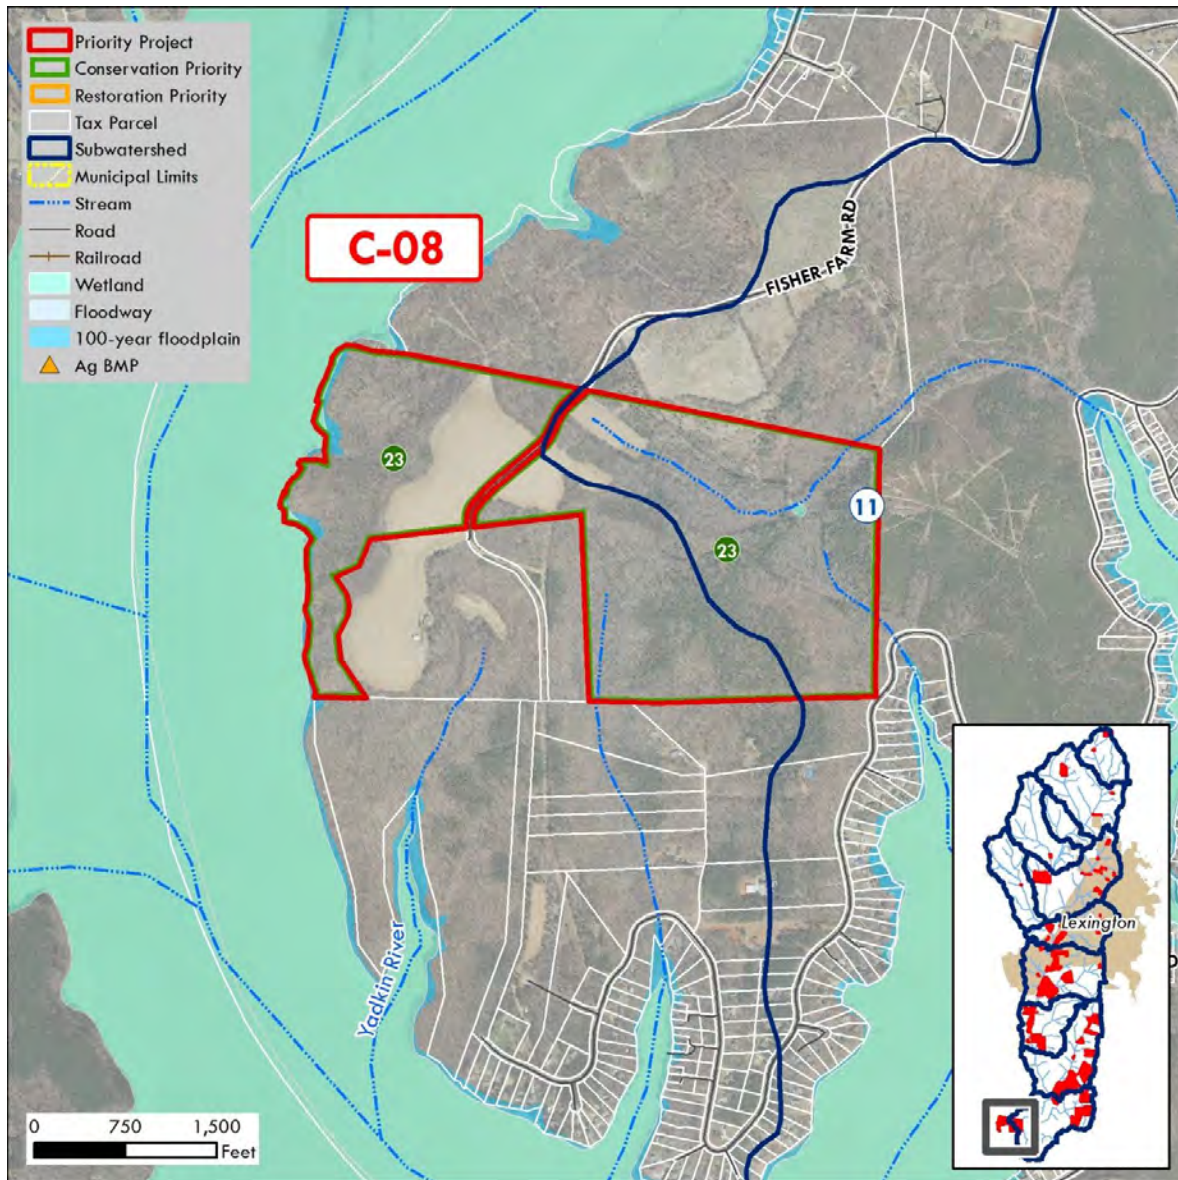 Priority Project
Conservation Priority
Restoration Priority
Tax Parcel
Subwatershed
Municipal Limits
Stream
Road
Railroad
Wetland
Floodway
100-year floodplain
Ag BMP
C-08
FISHER FARM RD
23
11
23
Yadkin River
Lexington
0 750 1,500
Feet